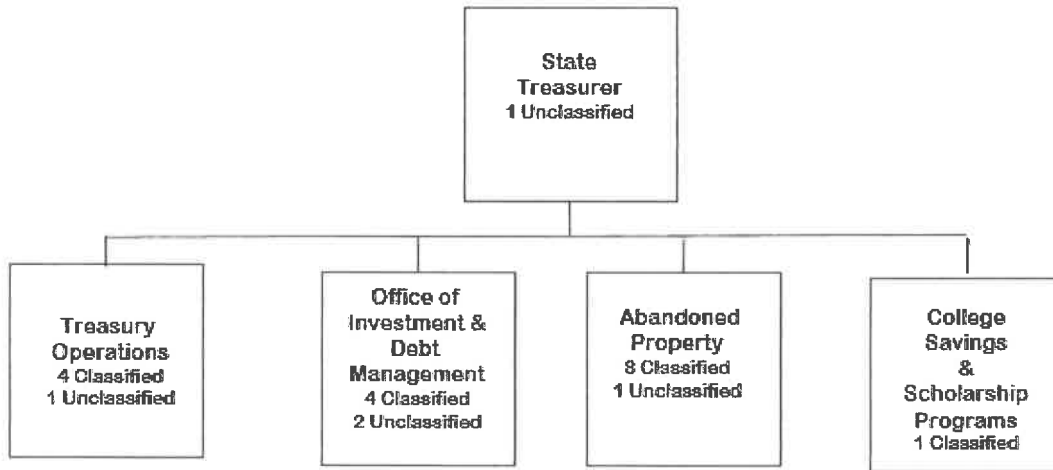 State
Treasurer
1 Unclassified
Treasury
Operations
4 Classified
1 Unclassified
Office of
Investment &
Debt
Management
4 Classified
2 Unclassified
Abandoned
Property
8 Classified
1 Unclassified
College
Savings
&
Scholarship
Programs
1 Classified